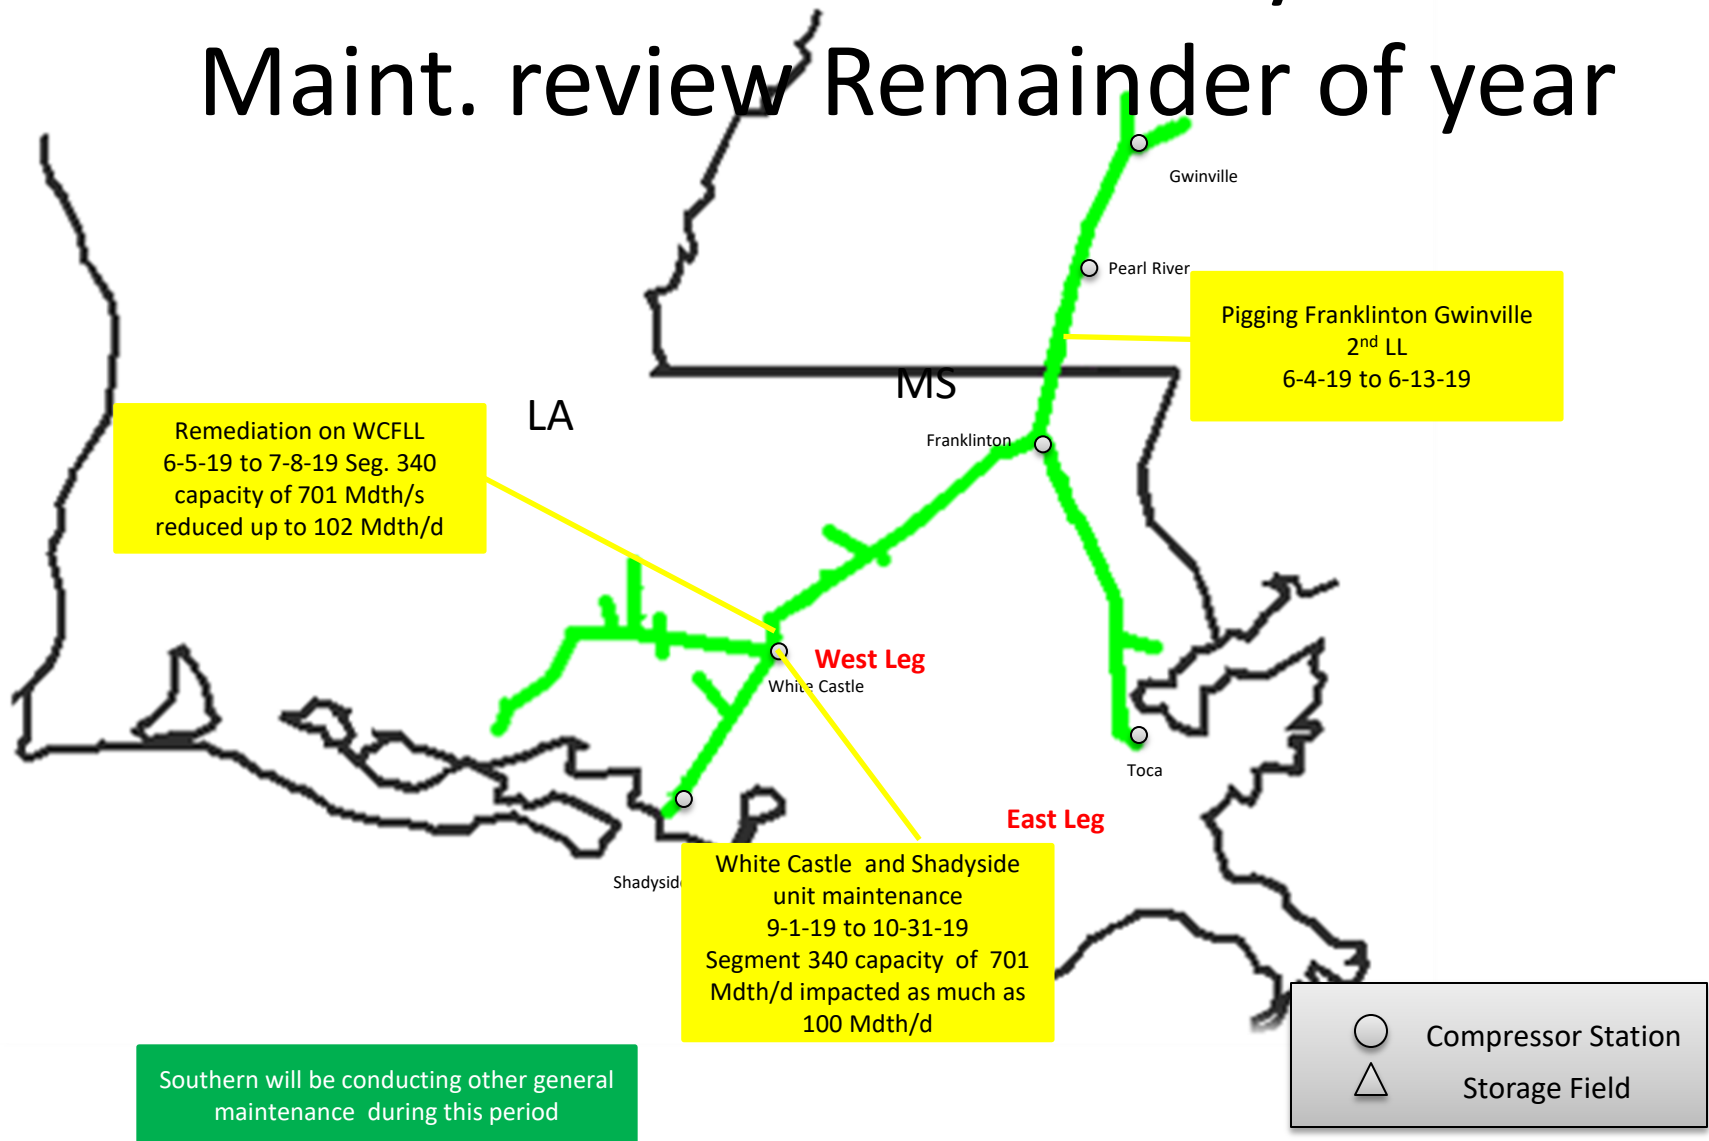 Maint. review Remainder of year
Gwinville
Pearl River
Pigging Franklinton Gwinville
2nd LL
6-4-19 to 6-13-19
MS
LA
Franklinton
Remediation on WCFLL
6-5-19 to 7-8-19 Seg. 340
capacity of 701 Mdth/s
reduced up to 102 Mdth/d
West Leg
White Castle
Toca
East Leg
White Castle and Shadyside
unit maintenance
9-1-19 to 10-31-19
Segment 340 capacity of 701
Mdth/d impacted as much as
100 Mdth/d
Shadysid
Compressor Station
Storage Field
Southern will be conducting other general
maintenance during this period